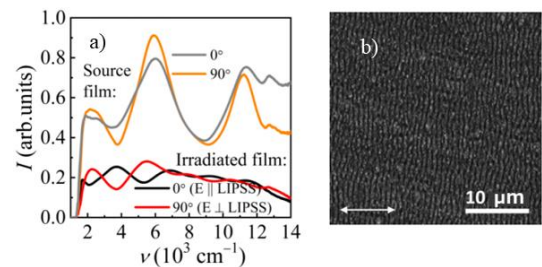 a)
I (arb.units)
1.0
0.8
0.6
0.4
0.2
0.0
Source
film:
0°
90°
Irradiated film:
0° (E || LIPSS)
90° (E ⊥ LIPSS)
2 4 6 8 10 12 14
ν (10³ cm⁻¹)
b)
10 μm